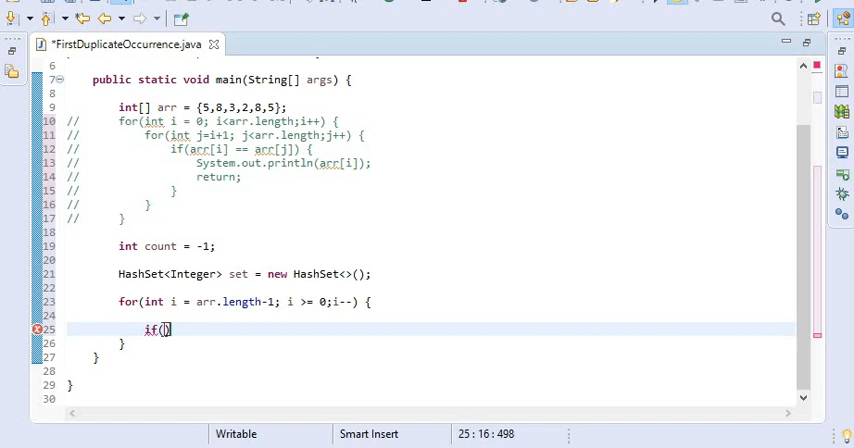 *FirstDuplicateOccurrence.java
6
7 public static void main(String[] args) {
8
9 int[] arr = {5,8,3,2,8,5};
10 // for(int i = 0; i<arr.length;i++) {
11 // for(int j=i+1; j<arr.length;j++) {
12 // if(arr[i] == arr[j]) {
13 // System.out.println(arr[i]);
14 // return;
15 // }
16 // }
17 // }
18
19 int count = -1;
20
21 HashSet<Integer> set = new HashSet<>();
22
23 for(int i = arr.length-1; i >= 0;i--) {
24
25 if()
26 }
27 }
28
29 }
30
Writable Smart Insert 25 : 16 : 498